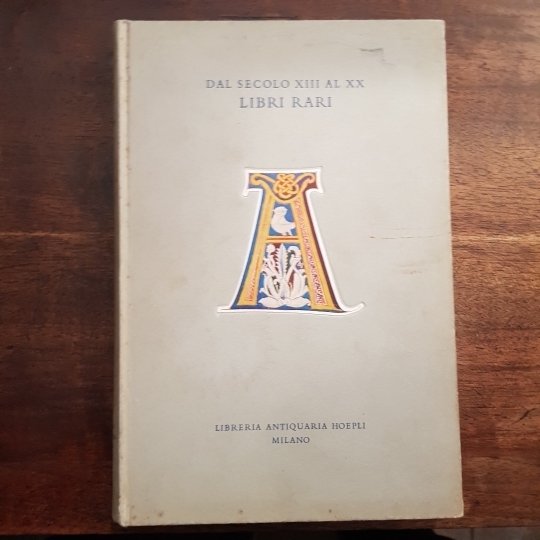 DAL SECOLO XIII AL XX
LIBRI RARI
A
LIBRERIA ANTIQUARIA HOEPLI
MILANO